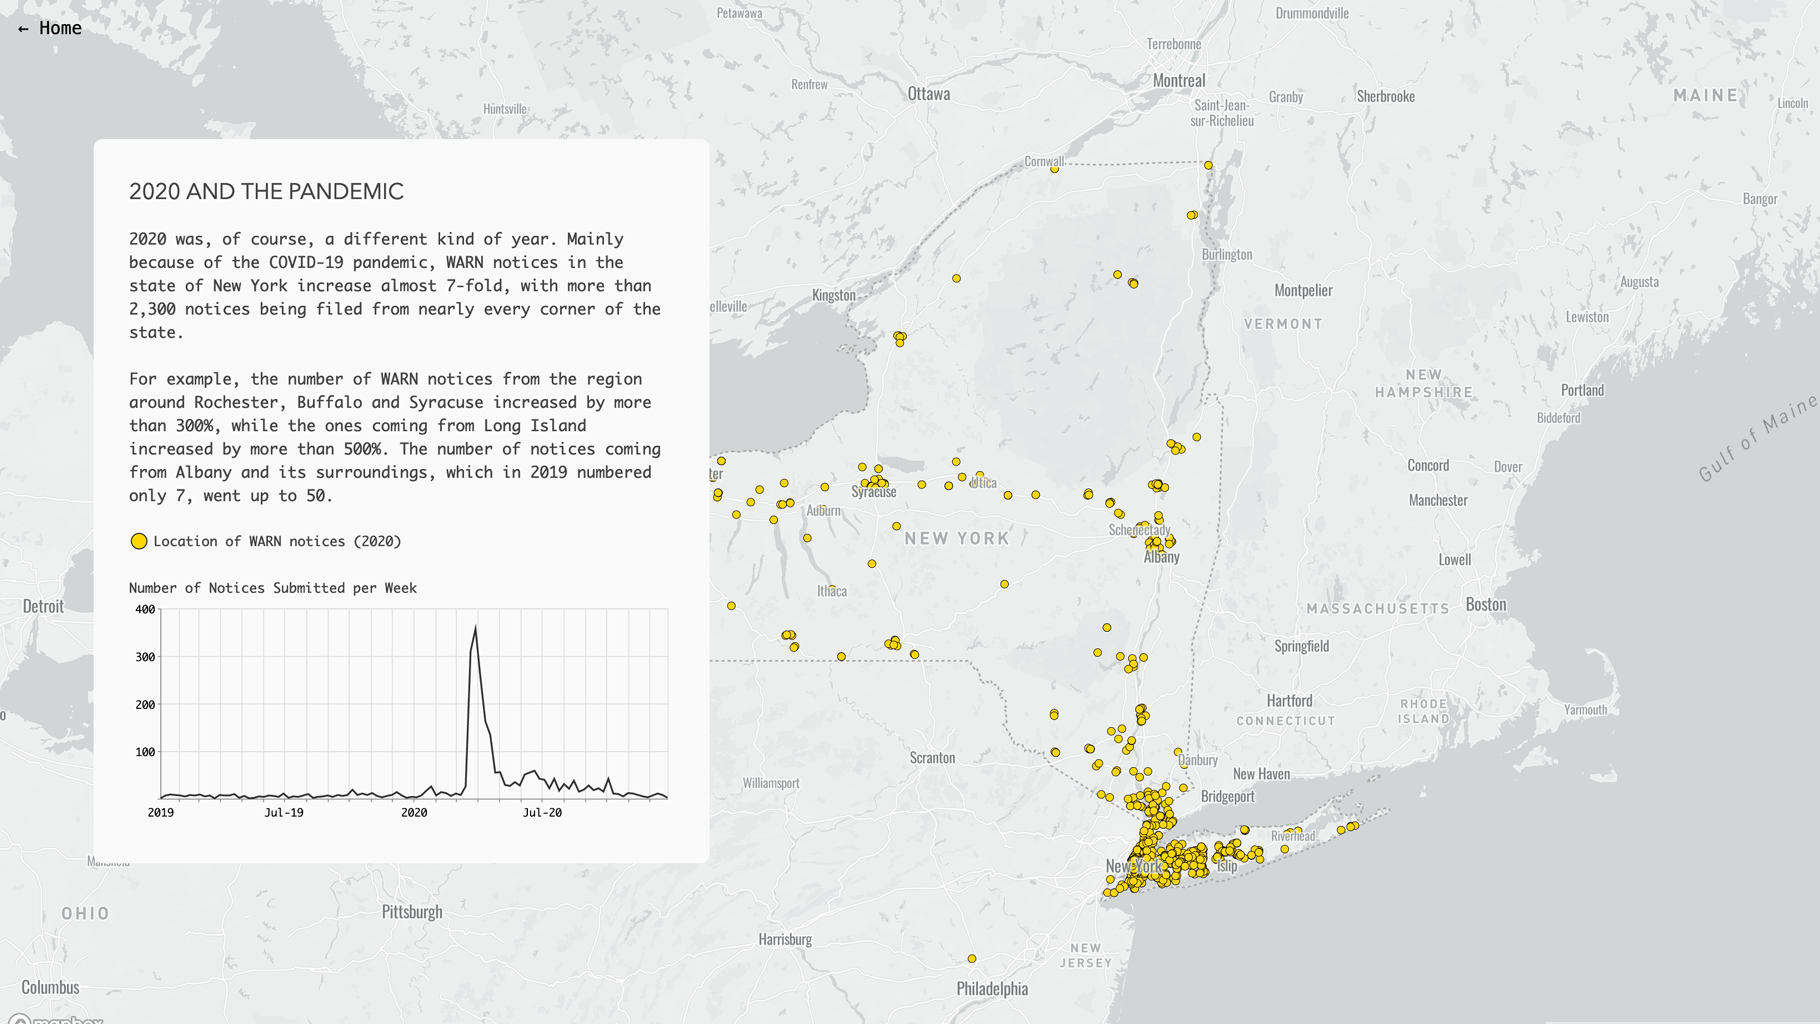 ← Home
2020 AND THE PANDEMIC
2020 was, of course, a different kind of year. Mainly
because of the COVID-19 pandemic, WARN notices in the
state of New York increase almost 7-fold, with more than
2,300 notices being filed from nearly every corner of the
state.
For example, the number of WARN notices from the region
around Rochester, Buffalo and Syracuse increased by more
than 300%, while the ones coming from Long Island
increased by more than 500%. The number of notices coming
from Albany and its surroundings, which in 2019 numbered
only 7, went up to 50.
Location of WARN notices (2020)
Number of Notices Submitted per Week
400
300
200
100
2019
Jul-19
2020
Jul-20
Petawawa
Drummondville
Terrebonne
Montreal
Renfrew
Ottawa
Granby
Sherbrooke
MAINE
Lincoln
Huntsville
Saint-Jean-
sur-Richelieu
Cornwall
Bangor
Burlington
Kingston
elleville
Montpelier
Augusta
VERMONT
Lewiston
NEW
HAMPSHIRE
Portland
Biddeford
Gulf of Maine
ter
Syracuse
Utica
Concord
Dover
Manchester
Auburn
NEW YORK
Schenectady
Albany
Lowell
Ithaca
Detroit
MASSACHUSETTS
Boston
Springfield
Hartford
CONNECTICUT
RHODE
ISLAND
Yarmouth
Scranton
Danbury
Williamsport
New Haven
Bridgeport
Riverhead
New York
Islip
Mansfield
OHIO
Pittsburgh
Harrisburg
NEW
JERSEY
Columbus
Philadelphia
mapbox